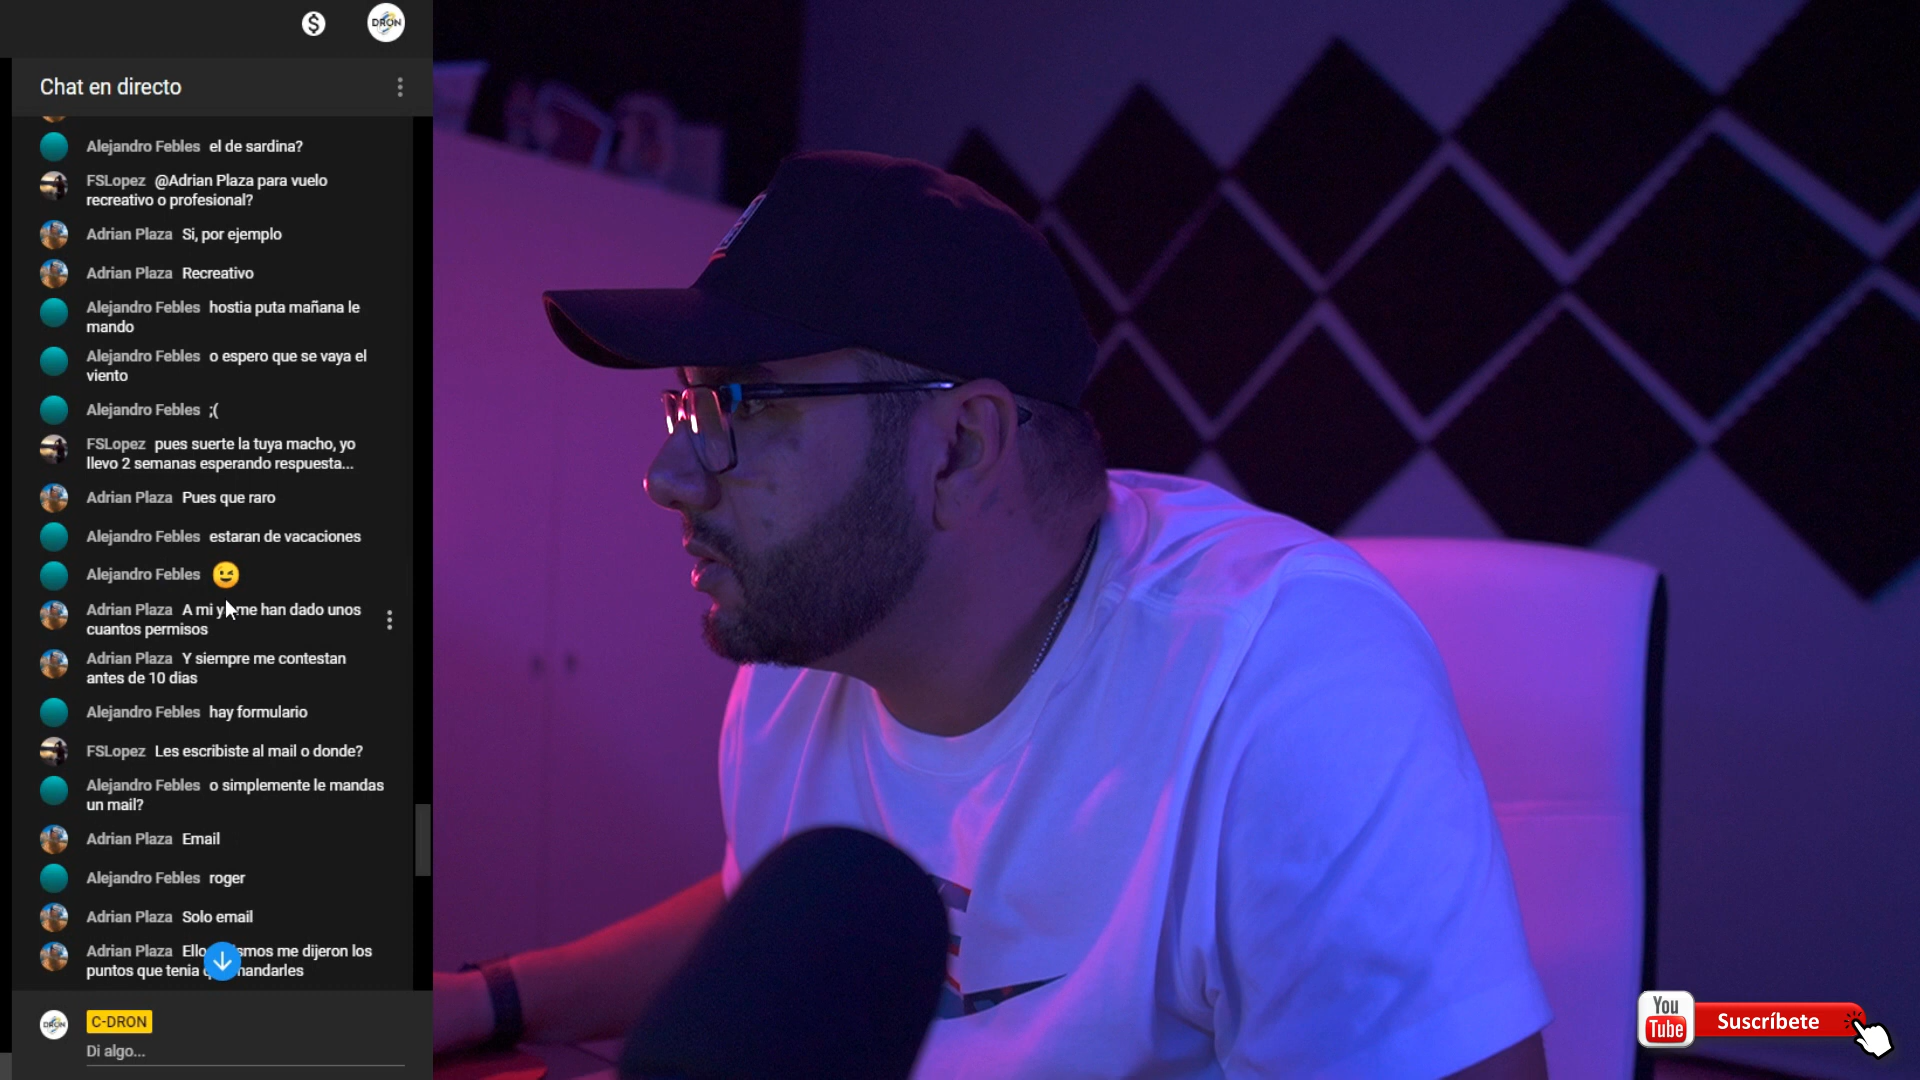 $
DRON
Chat en directo
Alejandro Febles el de sardina?
FSLopez @Adrian Plaza para vuelo
recreativo o profesional?
Adrian Plaza Si, por ejemplo
Adrian Plaza Recreativo
Alejandro Febles hostia puta mañana le
mando
Alejandro Febles o espero que se vaya el
viento
Alejandro Febles ;(
FSLopez pues suerte la tuya macho, yo
llevo 2 semanas esperando respuesta...
Adrian Plaza Pues que raro
Alejandro Febles estaran de vacaciones
Alejandro Febles 😉
Adrian Plaza A mi me han dado unos
cuantos permisos
Adrian Plaza Y siempre me contestan
antes de 10 dias
Alejandro Febles hay formulario
FSLopez Les escribiste al mail o donde?
Alejandro Febles o simplemente le mandas
un mail?
Adrian Plaza Email
Alejandro Febles roger
Adrian Plaza Solo email
Adrian Plaza me dijeron los
puntos que tenia
DRON
C-DRON
Di algo...
You
Tube
Suscríbete